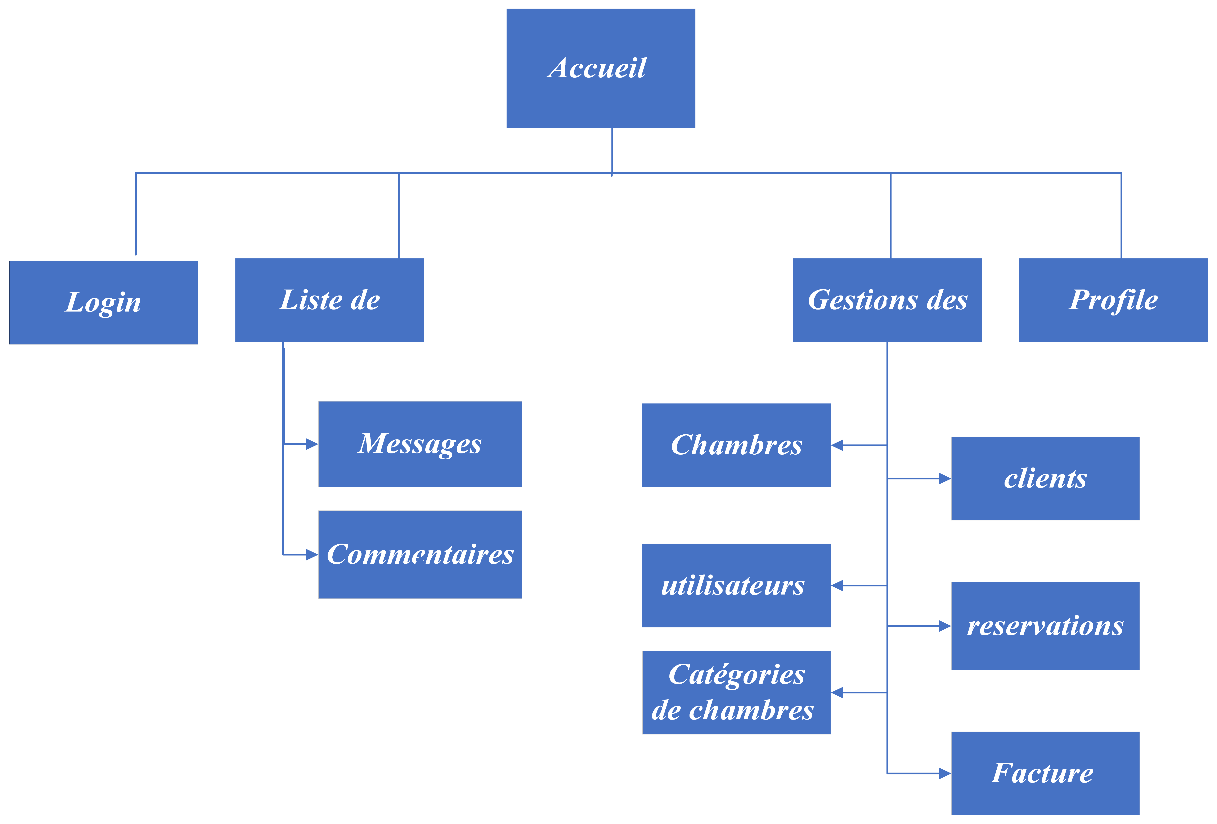 Accueil
Login
Liste de
Gestions des
Profile
Messages
Commentaires
Chambres
clients
utilisateurs
reservations
Catégories
de chambres
Facture